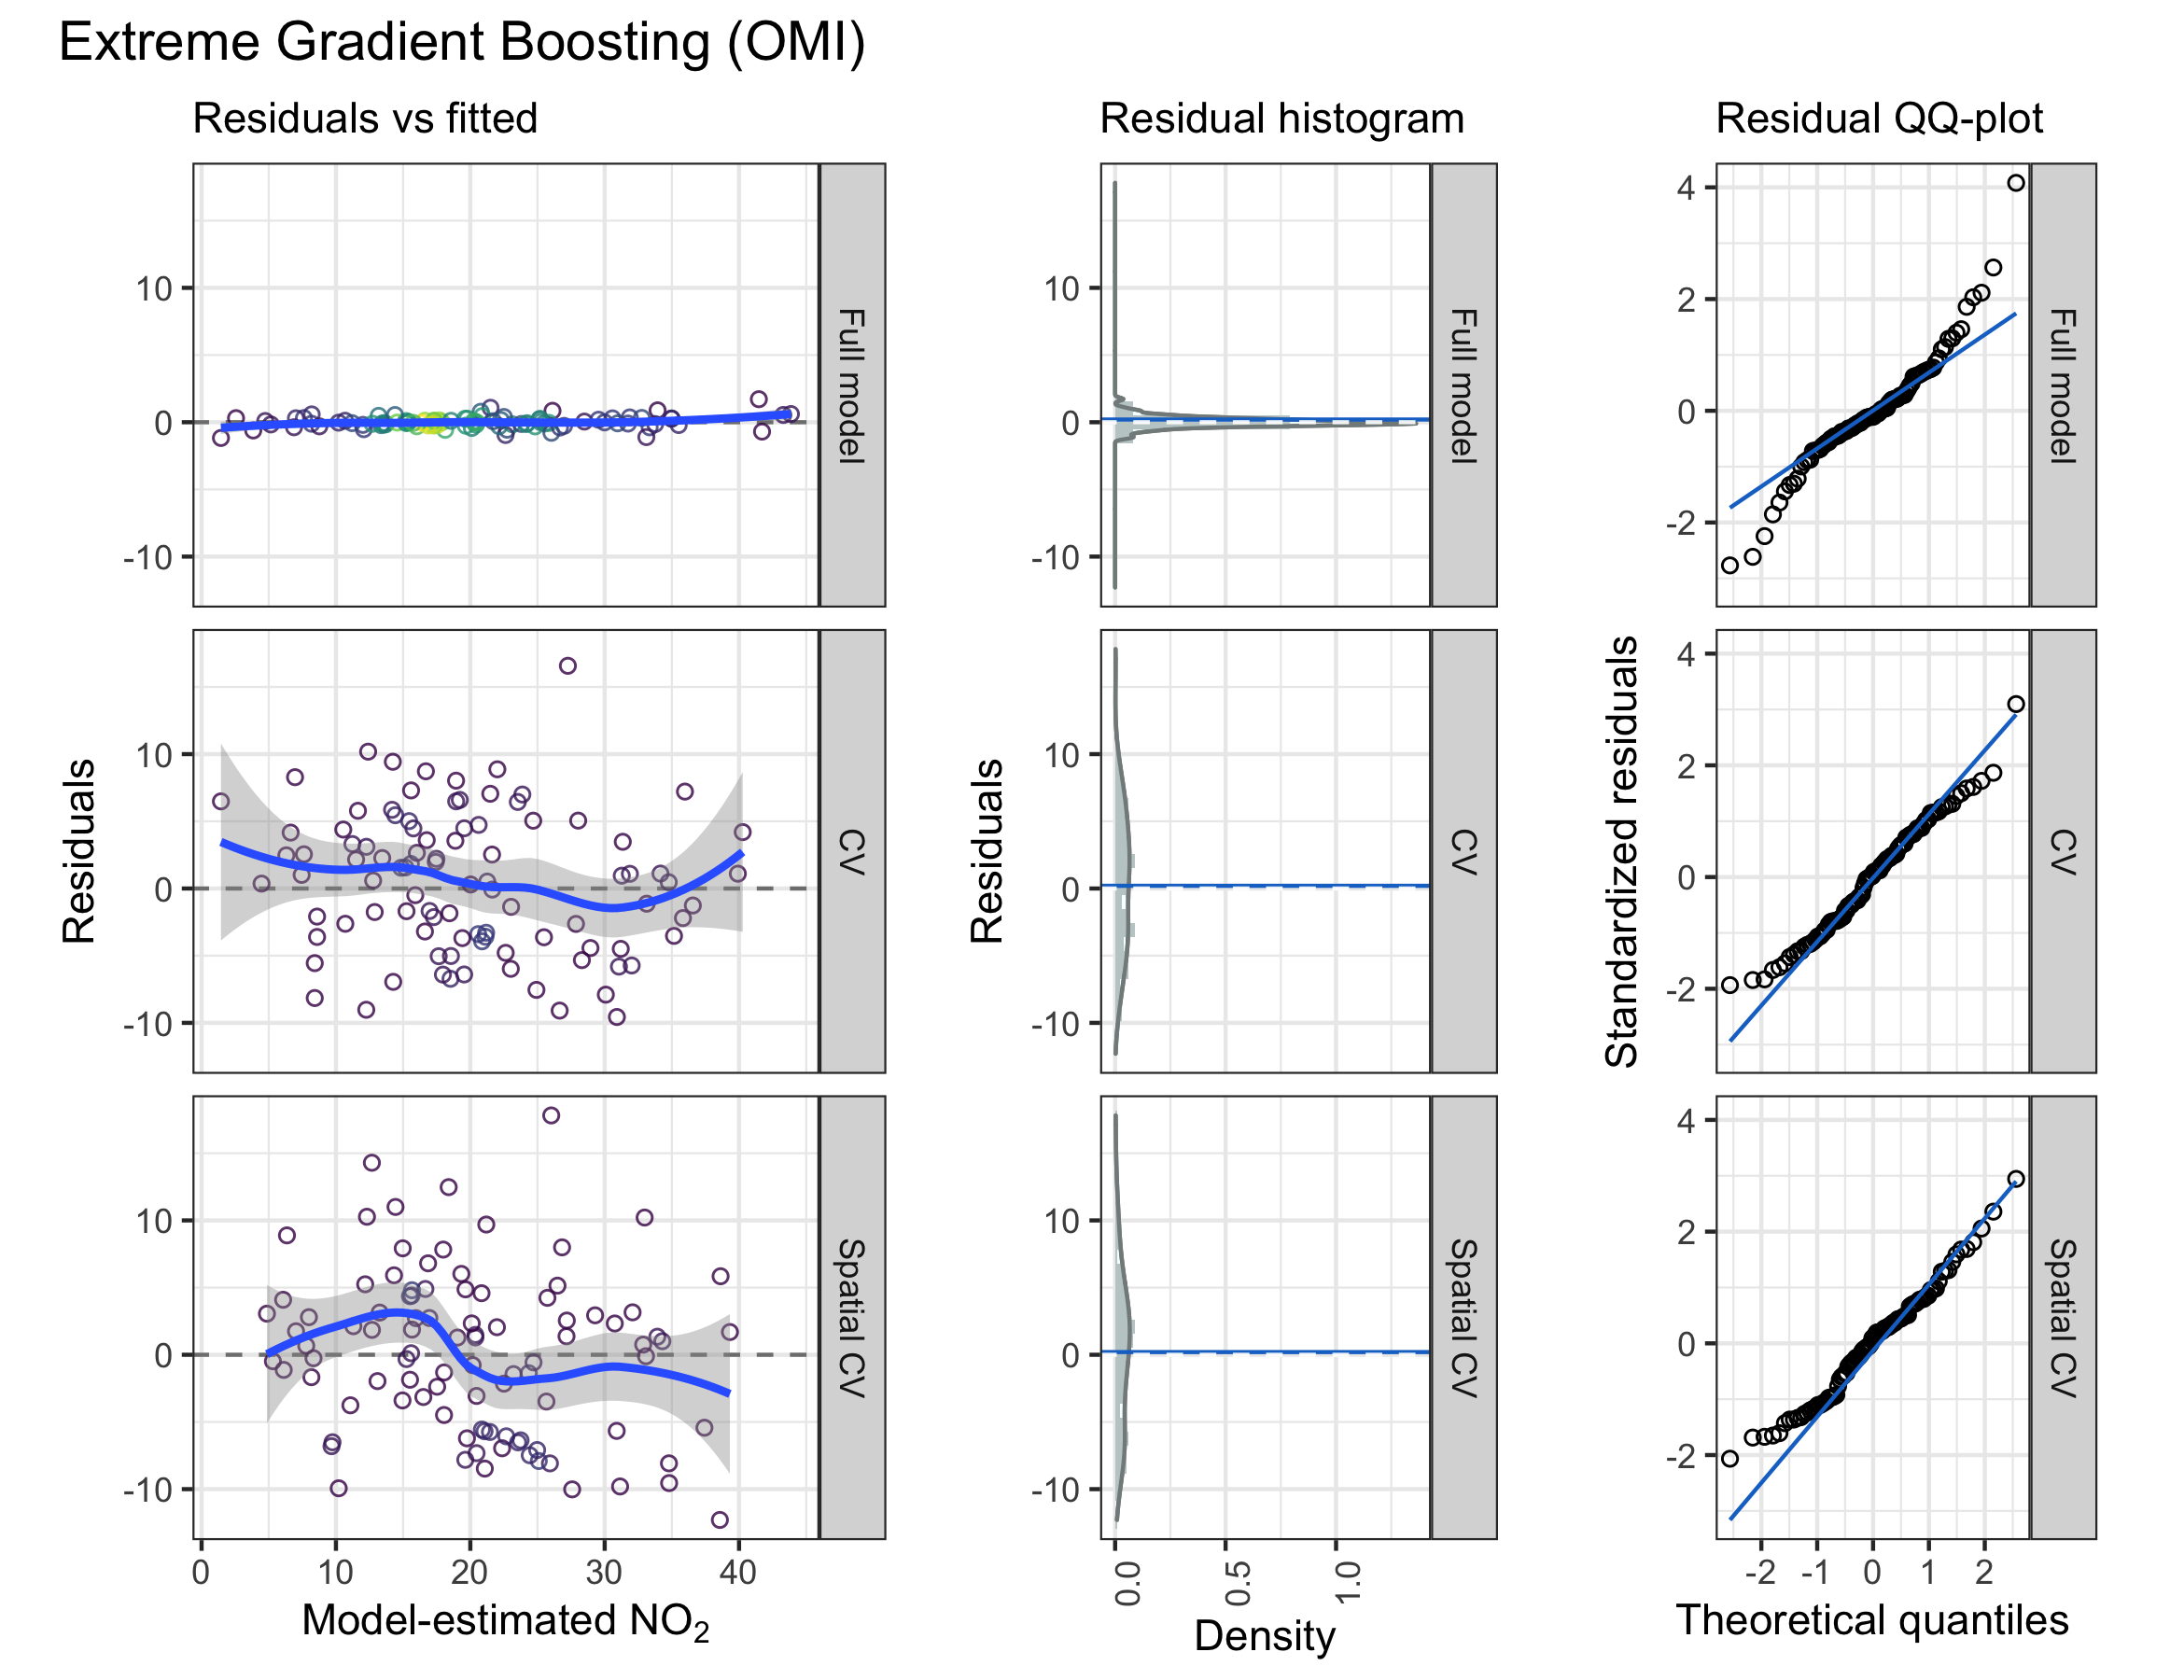 Extreme Gradient Boosting (OMI)
Residuals vs fitted
Residual histogram
Residual QQ-plot
Residuals
10
0
-10
Full model
10
0
-10
CV
10
0
-10
Spatial CV
0 10 20 30 40
Model-estimated NO₂
Residuals
10
0
-10
Full model
10
0
-10
CV
10
0
-10
Spatial CV
0.0 0.5 1.0
Density
Standardized residuals
4
2
0
-2
Full model
4
2
0
-2
CV
4
2
0
-2
Spatial CV
-2 -1 0 1 2
Theoretical quantiles